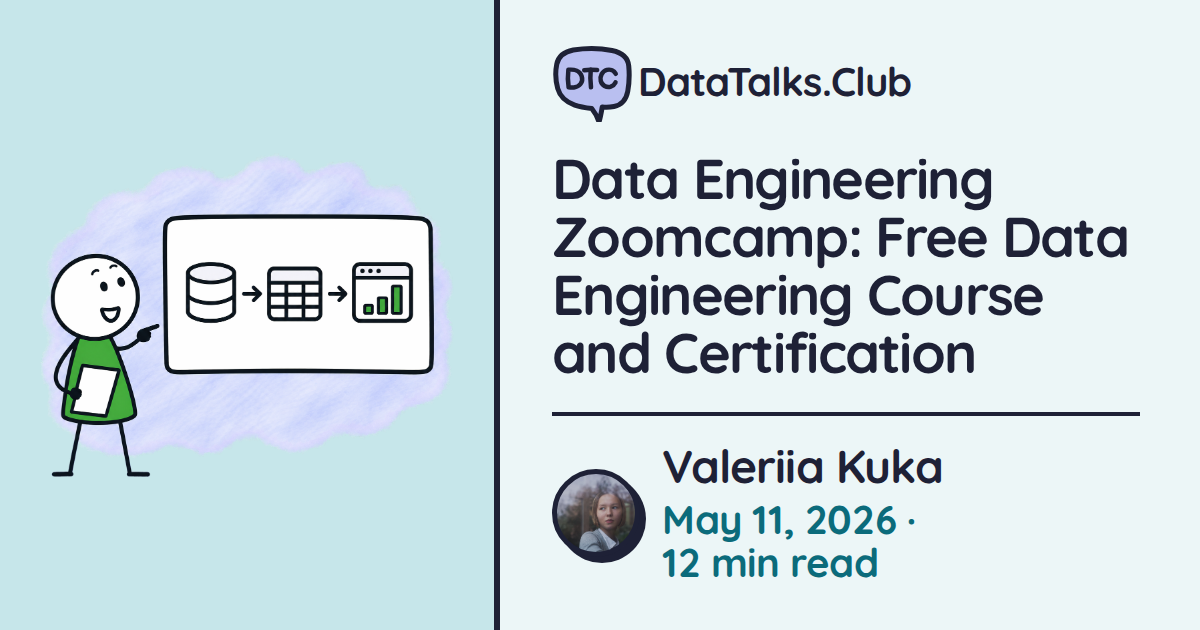 DTC
DataTalks.Club
Data Engineering
Zoomcamp: Free Data
Engineering Course
and Certification
Valeriia Kuka
May 11, 2026 ·
12 min read